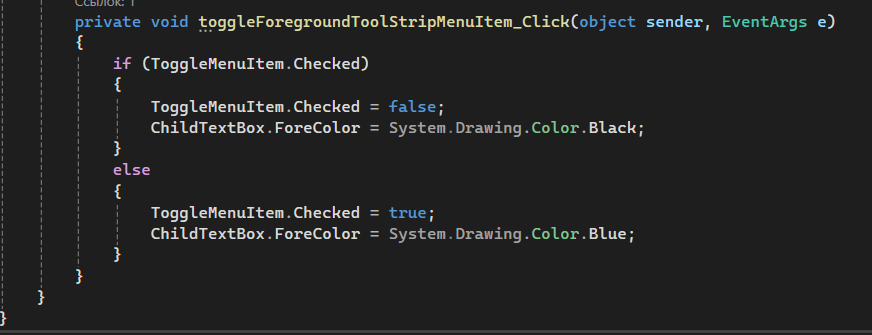 Ссылок: 1
private void toggleForegroundToolStripMenuItem_Click(object sender, EventArgs e)
{
if (ToggleMenuItem.Checked)
{
ToggleMenuItem.Checked = false;
ChildTextBox.ForeColor = System.Drawing.Color.Black;
}
else
{
ToggleMenuItem.Checked = true;
ChildTextBox.ForeColor = System.Drawing.Color.Blue;
}
}
}
}